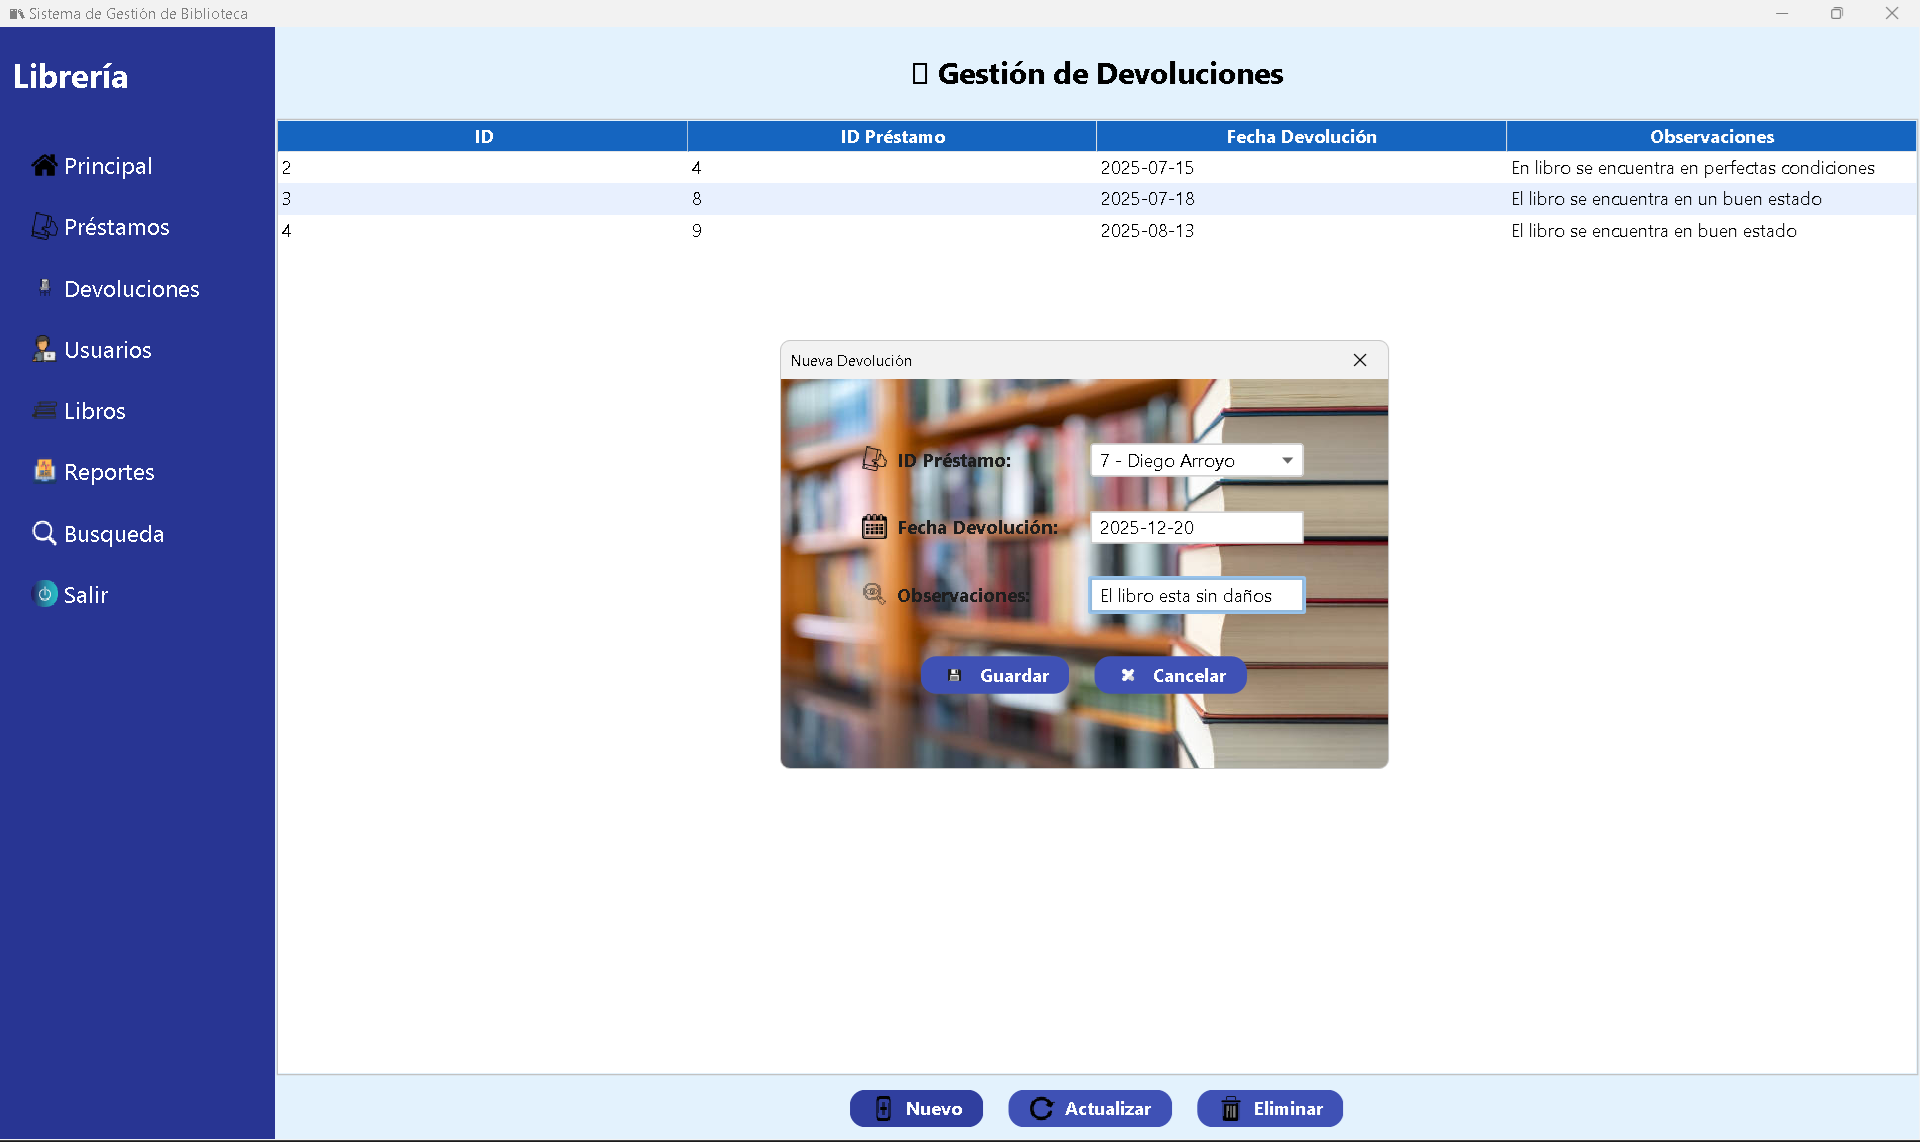 Sistema de Gestión de Biblioteca
Librería
Principal
Préstamos
Devoluciones
Usuarios
Libros
Reportes
Busqueda
Salir
Gestión de Devoluciones
ID ID Préstamo Fecha Devolución Observaciones
2 4 2025-07-15 En libro se encuentra en perfectas condiciones
3 8 2025-07-18 El libro se encuentra en un buen estado
4 9 2025-08-13 El libro se encuentra en buen estado
Nueva Devolución
ID Préstamo: 7 - Diego Arroyo
Fecha Devolución: 2025-12-20
Observaciones: El libro esta sin daños
Guardar Cancelar
Nuevo Actualizar Eliminar